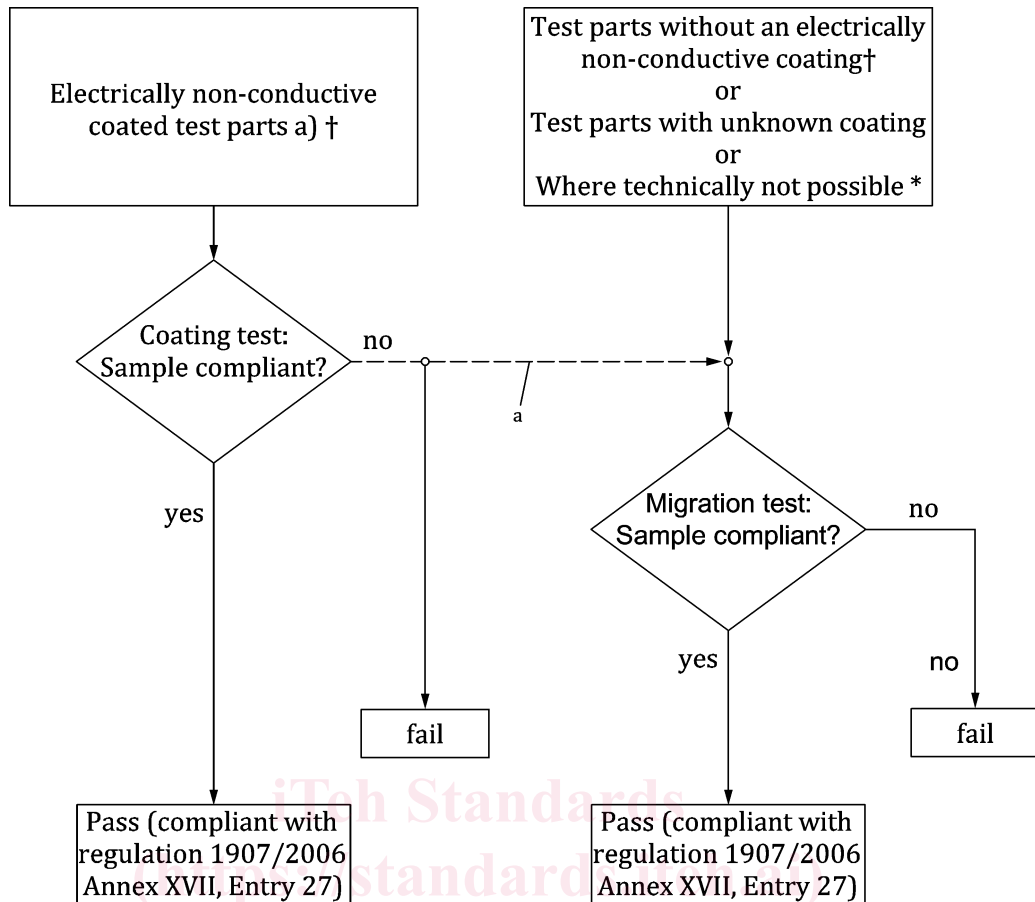 Electrically non-conductive
coated test parts a) †
Test parts without an electrically
non-conductive coating†
or
Test parts with unknown coating
or
Where technically not possible *
Coating test:
Sample compliant?
no
a
yes
Migration test:
Sample compliant?
no
yes
no
fail
fail
iTeh Standards
(https://standards.iteh.ai)
Pass (compliant with
regulation 1907/2006
Annex XVII, Entry 27)
Pass (compliant with
regulation 1907/2006
Annex XVII, Entry 27)